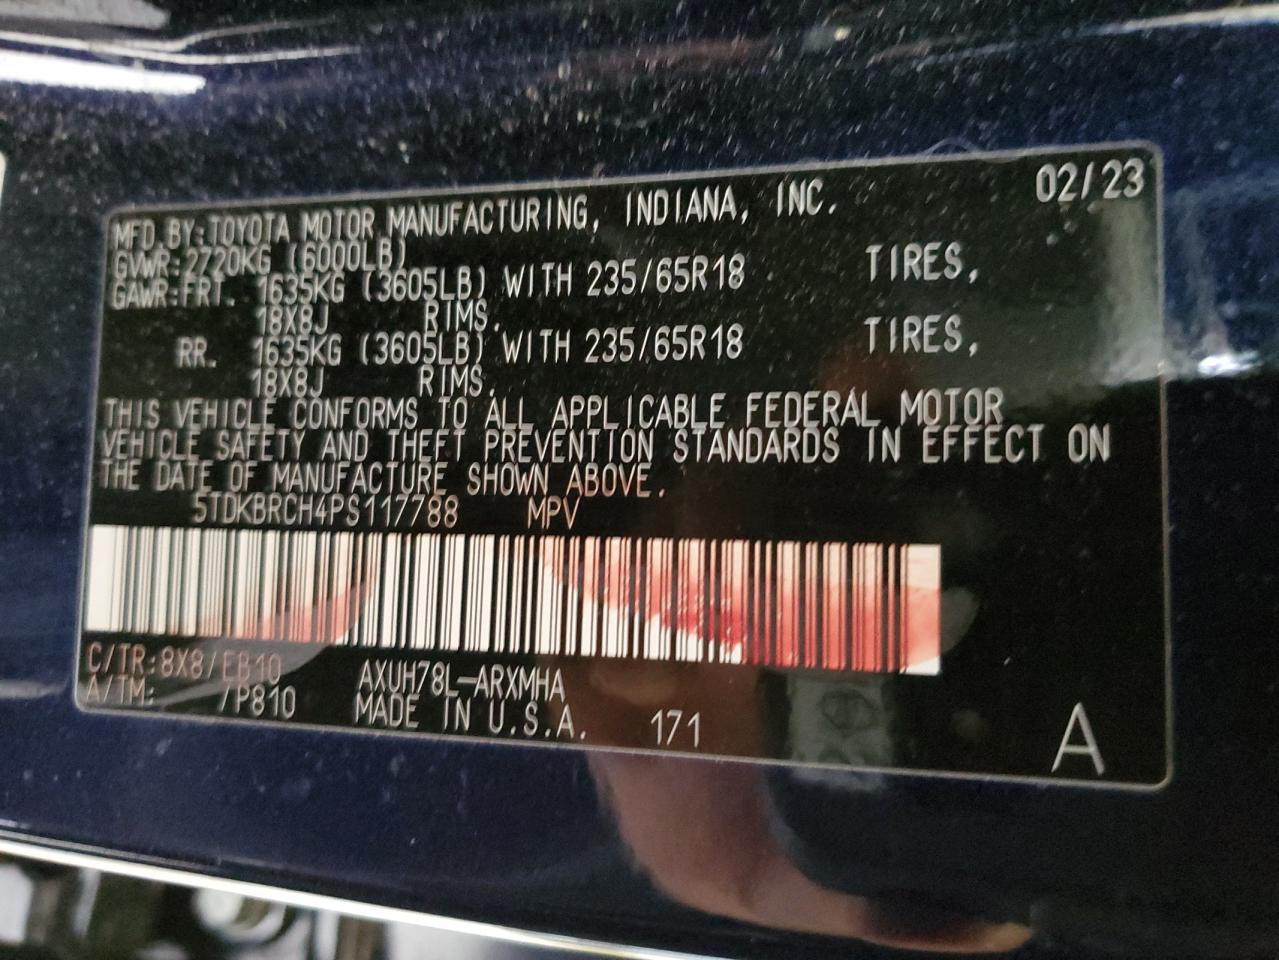 02/23
MFD.BY:TOYOTA MOTOR MANUFACTURING, INDIANA, INC.
GVWR:2720KG (6000LB)
GAWR:FRT. 1635KG (3605LB) WITH 235/65R18 TIRES,
18X8J RIMS.
RR. 1635KG (3605LB) WITH 235/65R18 TIRES,
18X8J RIMS.
THIS VEHICLE CONFORMS TO ALL APPLICABLE FEDERAL MOTOR
VEHICLE SAFETY AND THEFT PREVENTION STANDARDS IN EFFECT ON
THE DATE OF MANUFACTURE SHOWN ABOVE.
5TDKBRCH4PS117788 MPV
C/TR:8X8/EB10 AXUH78L-ARXMHA
A/TM: /P810 MADE IN U.S.A. 171
A